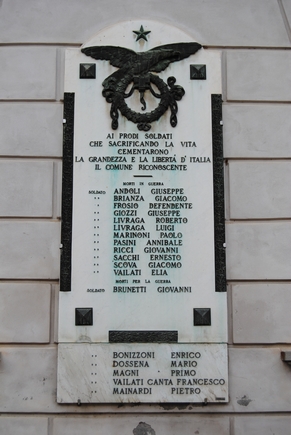 AI PRODI SOLDATI
CHE SACRIFICANDO LA VITA
CEMENTARONO
LA GRANDEZZA E LA LIBERTÁ D'ITALIA
IL COMUNE RICONOSCENTE
MORTI IN GUERRA
SOLDATO ANDOLI GIUSEPPE
" BRIANZA GIACOMO
" FROSIO DEFENDENTE
" GIOZZI GIUSEPPE
" LIVRAGA ROBERTO
" LIVRAGA LUIGI
" MARINONI PAOLO
" PASINI ANNIBALE
" RICCI GIOVANNI
" SACCHI ERNESTO
" SCOVA GIACOMO
" VAILATI ELIA
MORTI PER LA GUERRA
SOLDATO BRUNETTI GIOVANNI
" BONIZZONI ENRICO
" DOSSENA MARIO
" MAGNI PRIMO
" VAILATI CANTA FRANCESCO
" MAINARDI PIETRO